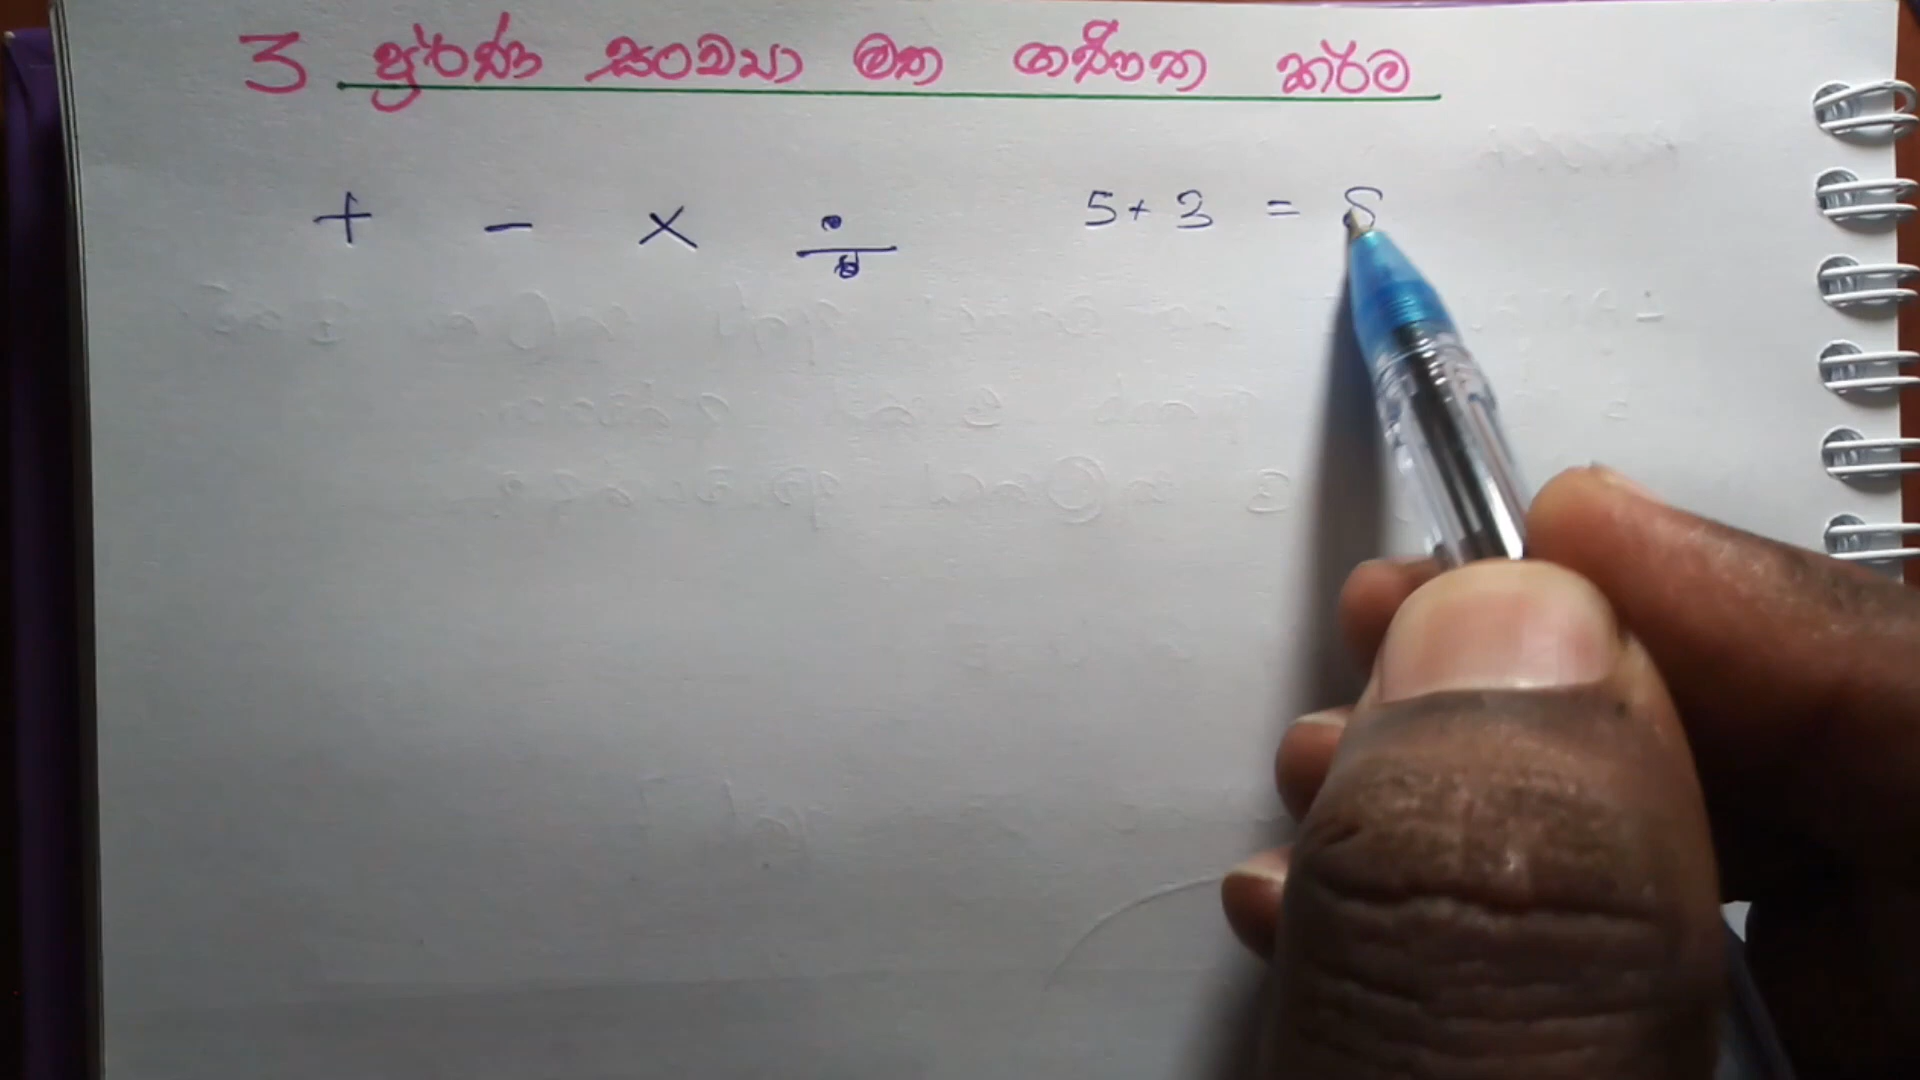 3 පූර්ණ සංඛ්‍යා මත ගණිත කර්ම
+ - × ÷ 5 + 3 = 8